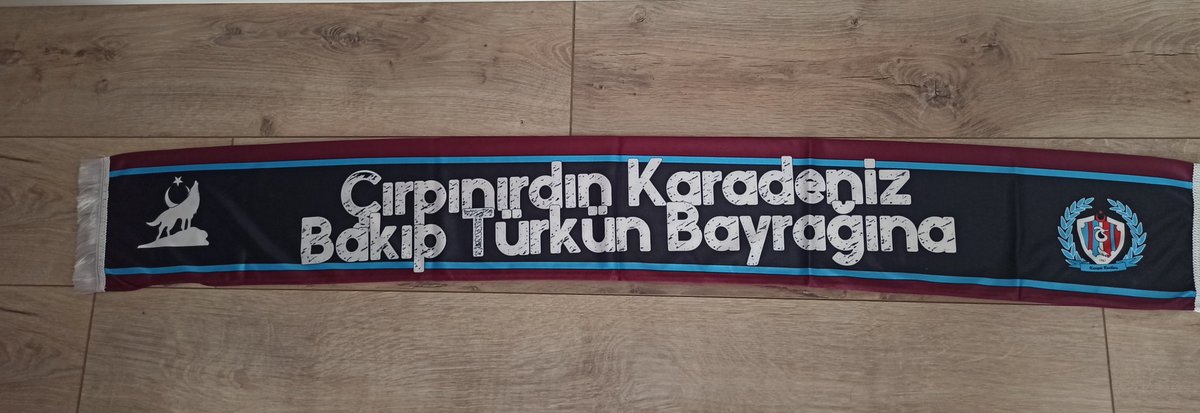 Çırpınırdın Karadeniz
Bakıp Türkün Bayrağına